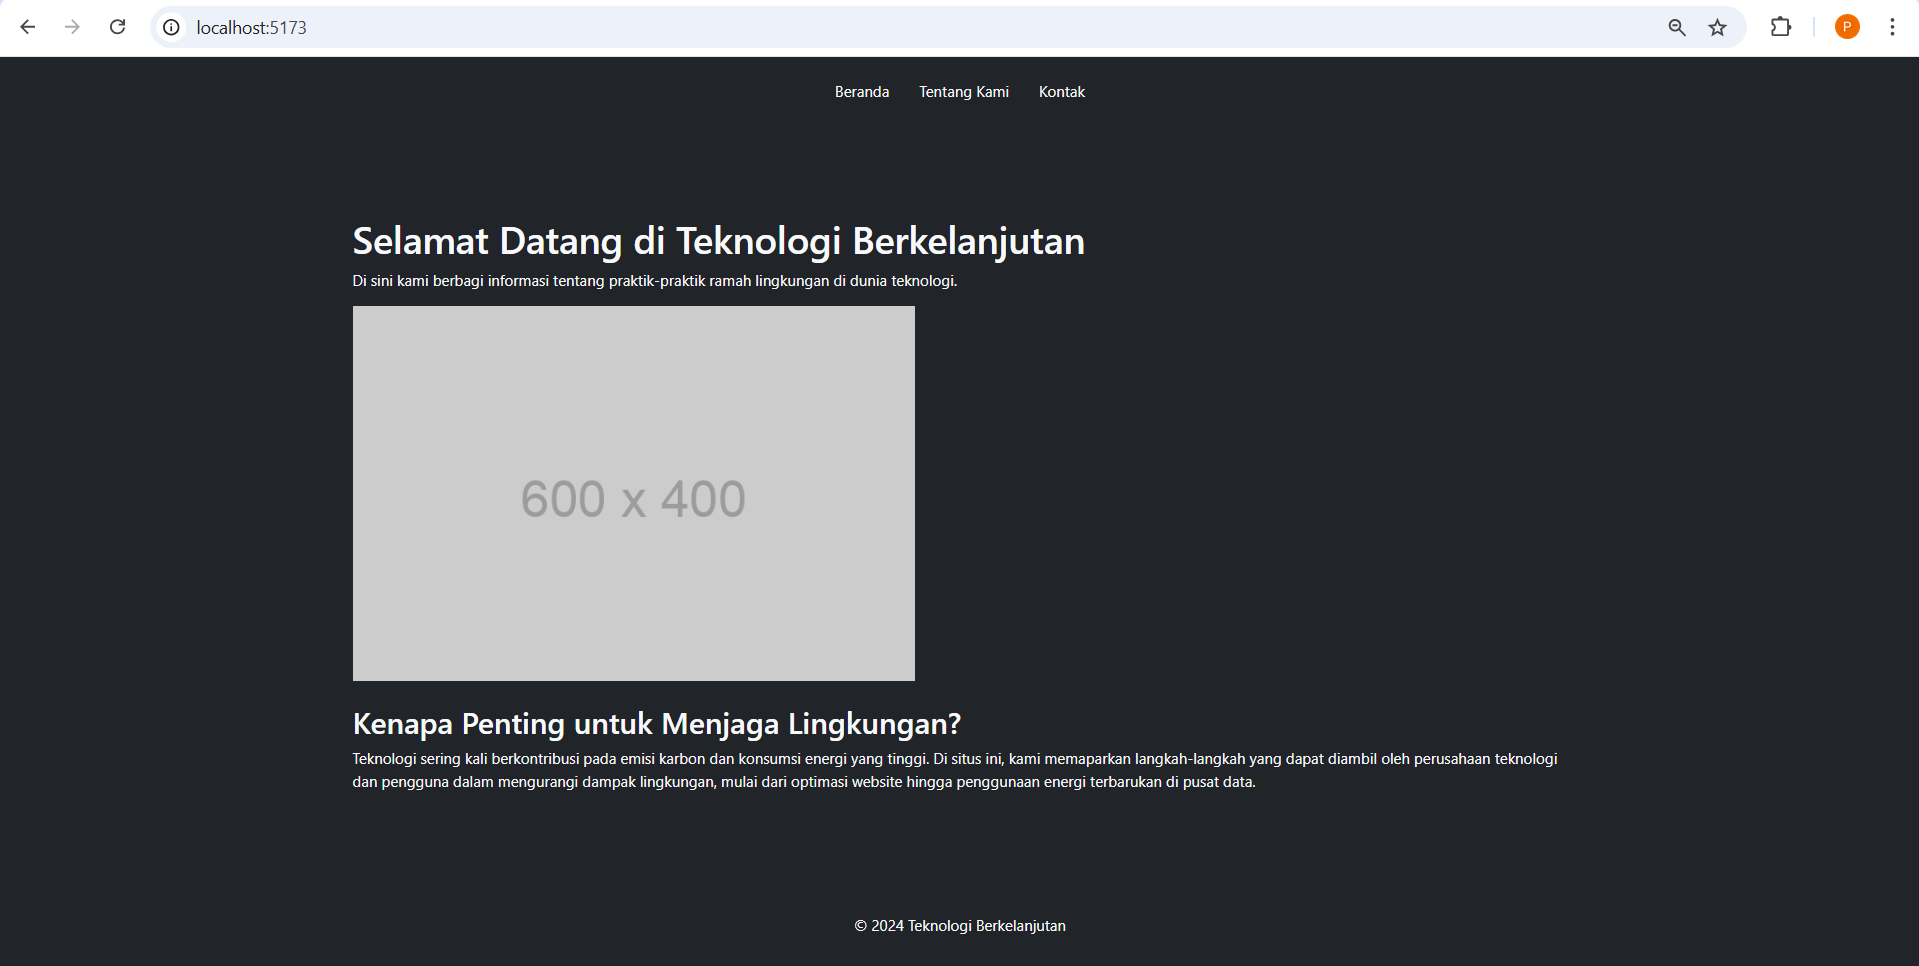 localhost:5173
P
Beranda Tentang Kami Kontak
Selamat Datang di Teknologi Berkelanjutan
Di sini kami berbagi informasi tentang praktik-praktik ramah lingkungan di dunia teknologi.
600 x 400
Kenapa Penting untuk Menjaga Lingkungan?
Teknologi sering kali berkontribusi pada emisi karbon dan konsumsi energi yang tinggi. Di situs ini, kami memaparkan langkah-langkah yang dapat diambil oleh perusahaan teknologi
dan pengguna dalam mengurangi dampak lingkungan, mulai dari optimasi website hingga penggunaan energi terbarukan di pusat data.
© 2024 Teknologi Berkelanjutan